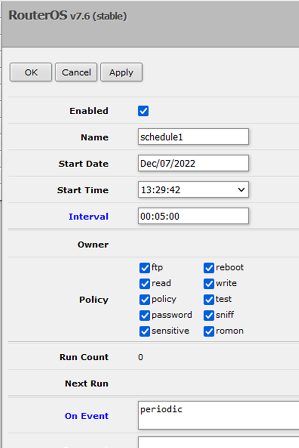 RouterOS v7.6 (stable)
OK Cancel Apply
Enabled
Name schedule1
Start Date Dec/07/2022
Start Time 13:29:42
Interval 00:05:00
Owner
Policy
ftp reboot
read write
policy test
password sniff
sensitive romon
Run Count 0
Next Run
On Event periodic